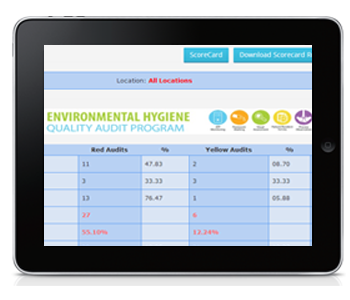 ScoreCard Download Scorecard R
Location: All Locations
ENVIRONMENTAL HYGIENE
QUALITY AUDIT PROGRAM
Red Audits % Yellow Audits %
11 47.83 2 08.70
3 33.33 3 33.33
13 76.47 1 05.88
27 6
55.10% 12.24%